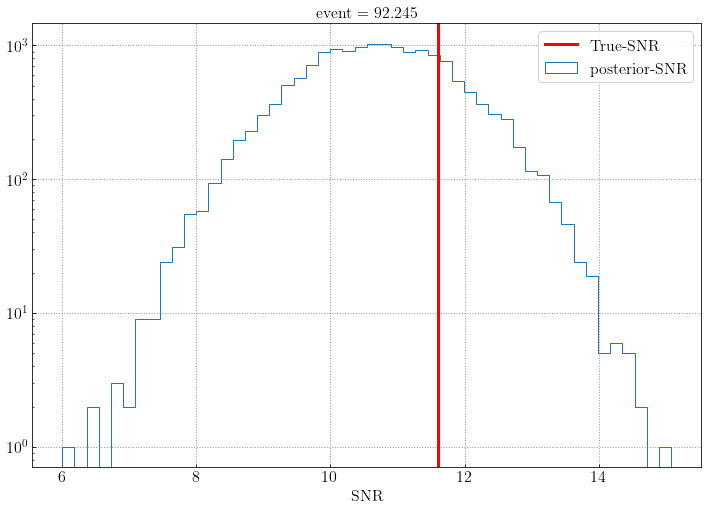 event = 92.245
True-SNR
posterior-SNR
10³
10²
10¹
10⁰
6 8 10 12 14
SNR